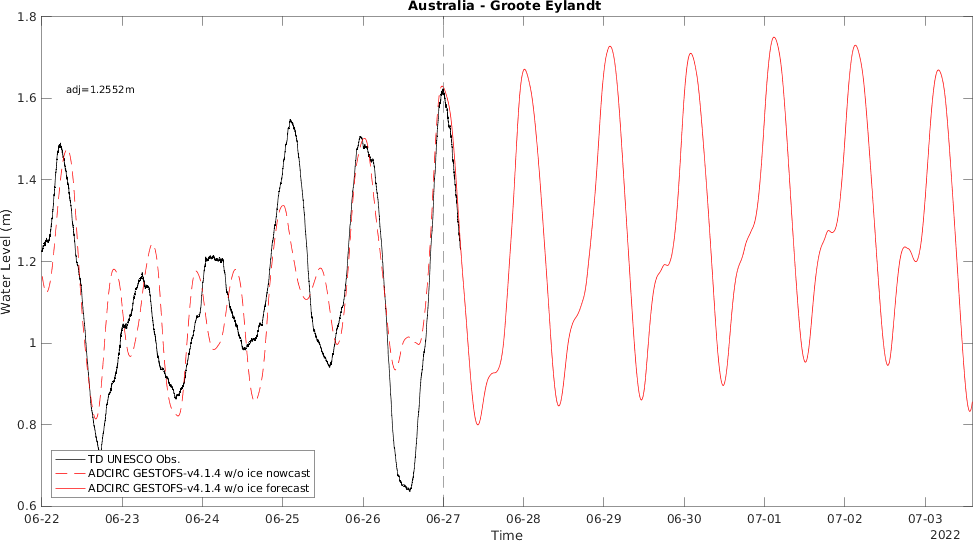 Australia - Groote Eylandt
1.8
adj=1.2552m
1.6
1.4
1.2
1
0.8
0.6
Water Level (m)
TD UNESCO Obs.
ADCIRC GESTOFS-v4.1.4 w/o ice nowcast
ADCIRC GESTOFS-v4.1.4 w/o ice forecast
06-22 06-23 06-24 06-25 06-26 06-27 06-28 06-29 06-30 07-01 07-02 07-03
Time
2022